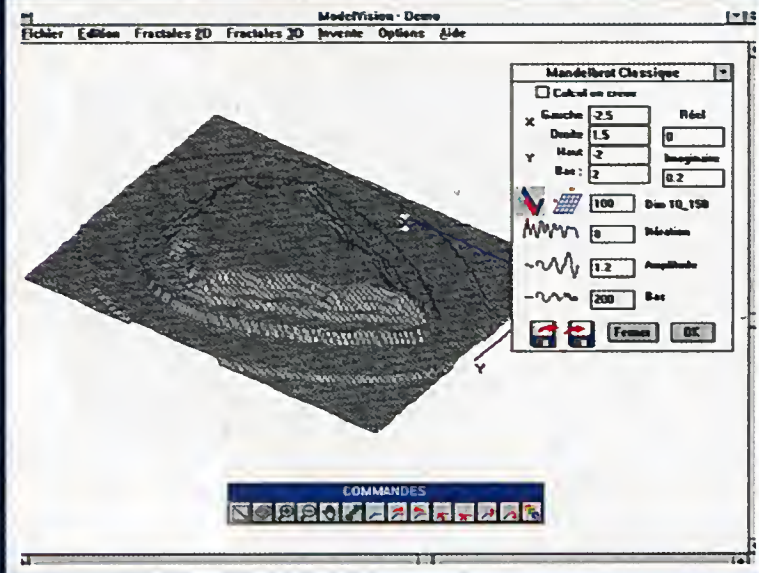 ModelVision - Demo
Fichier Edition Fractales 2D Fractales 3D Invente Options Aide
Mandelbrot Classique
Calcul en creux
X Gauche -2.5 Réel
Droite 1.5 0
Y Haut -2 Imaginaire
Bas : 2 0.2
100 Dim 10_150
8 Itération
1.2 Amplitude
200 Bas
Fermer OK
X
Y
COMMANDES